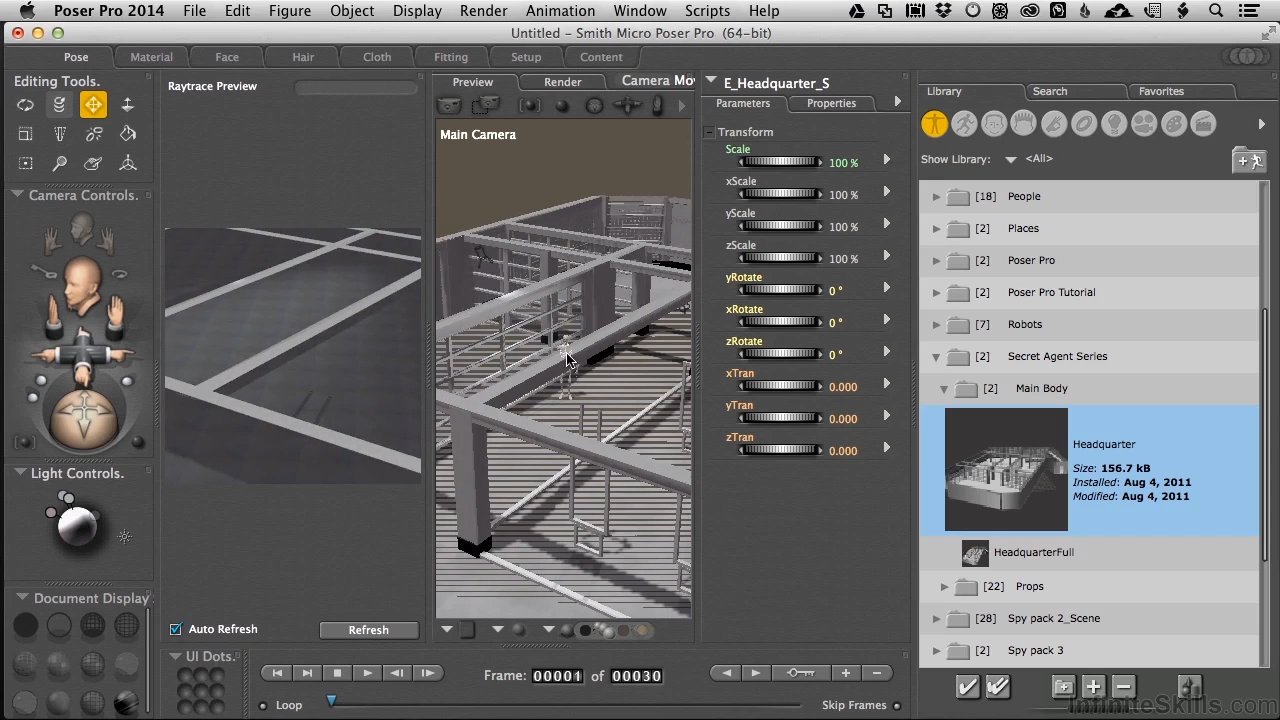 Poser Pro 2014 File Edit Figure Object Display Render Animation Window Scripts Help
Untitled - Smith Micro Poser Pro (64-bit)
Pose Material Face Hair Cloth Fitting Setup Content
Editing Tools.
Raytrace Preview
Preview Render Camera Mov
Main Camera
E_Headquarter_S
Parameters Properties
Transform
Scale 100 %
xScale 100 %
yScale 100 %
zScale 100 %
yRotate 0 °
xRotate 0 °
zRotate 0 °
xTran 0.000
yTran 0.000
zTran 0.000
Library Search Favorites
Show Library: <All>
[18] People
[2] Places
[2] Poser Pro
[2] Poser Pro Tutorial
[7] Robots
[2] Secret Agent Series
[2] Main Body
Headquarter
Size: 156.7 kB
Installed: Aug 4, 2011
Modified: Aug 4, 2011
HeadquarterFull
[22] Props
[28] Spy pack 2_Scene
[2] Spy pack 3
Camera Controls.
Light Controls.
Document Display
Auto Refresh Refresh
UI Dots.
Frame: 00001 of 00030
Loop Skip Frames
InfiniteSkills.com